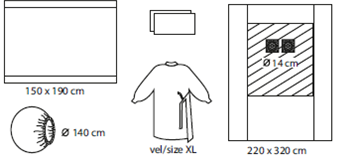 150 x 190 cm
Ø 140 cm
vel/size XL
Ø 14 cm
220 x 320 cm